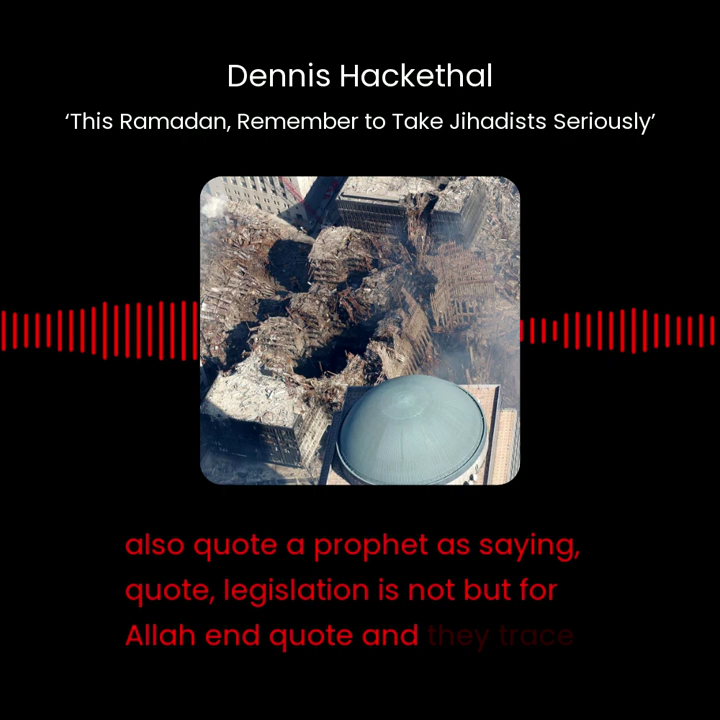 Dennis Hackethal
‘This Ramadan, Remember to Take Jihadists Seriously’
also quote a prophet as saying,
quote, legislation is not but for
Allah end quote and they trace